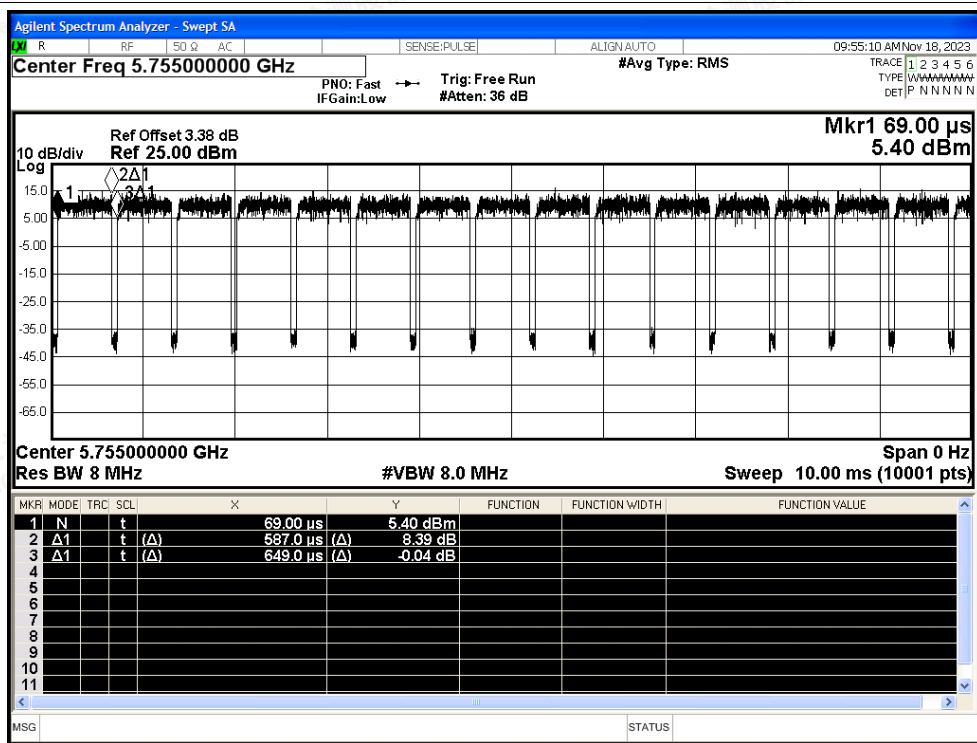 Agilent Spectrum Analyzer - Swept SA
LXI R RF 50 Ω AC SENSE:PULSE ALIGN AUTO 09:55:10 AM Nov 18, 2023
Center Freq 5.755000000 GHz
PNO: Fast
IFGain:Low
Trig: Free Run
#Atten: 36 dB
#Avg Type: RMS
TRACE 1 2 3 4 5 6
TYPE W
DET P N N N N N
Ref Offset 3.38 dB
10 dB/div Ref 25.00 dBm
Mkr1 69.00 µs
5.40 dBm
Log
2Δ1
15.0
1
3Δ1
5.00
-5.00
-15.0
-25.0
-35.0
-45.0
-55.0
-65.0
Center 5.755000000 GHz Span 0 Hz
Res BW 8 MHz #VBW 8.0 MHz Sweep 10.00 ms (10001 pts)
MKR MODE TRC SCL X Y FUNCTION FUNCTION WIDTH FUNCTION VALUE
1 N t 69.00 µs 5.40 dBm
2 Δ1 t (Δ) 587.0 µs (Δ) 8.39 dB
3 Δ1 t (Δ) 649.0 µs (Δ) -0.04 dB
4
5
6
7
8
9
10
11
MSG STATUS